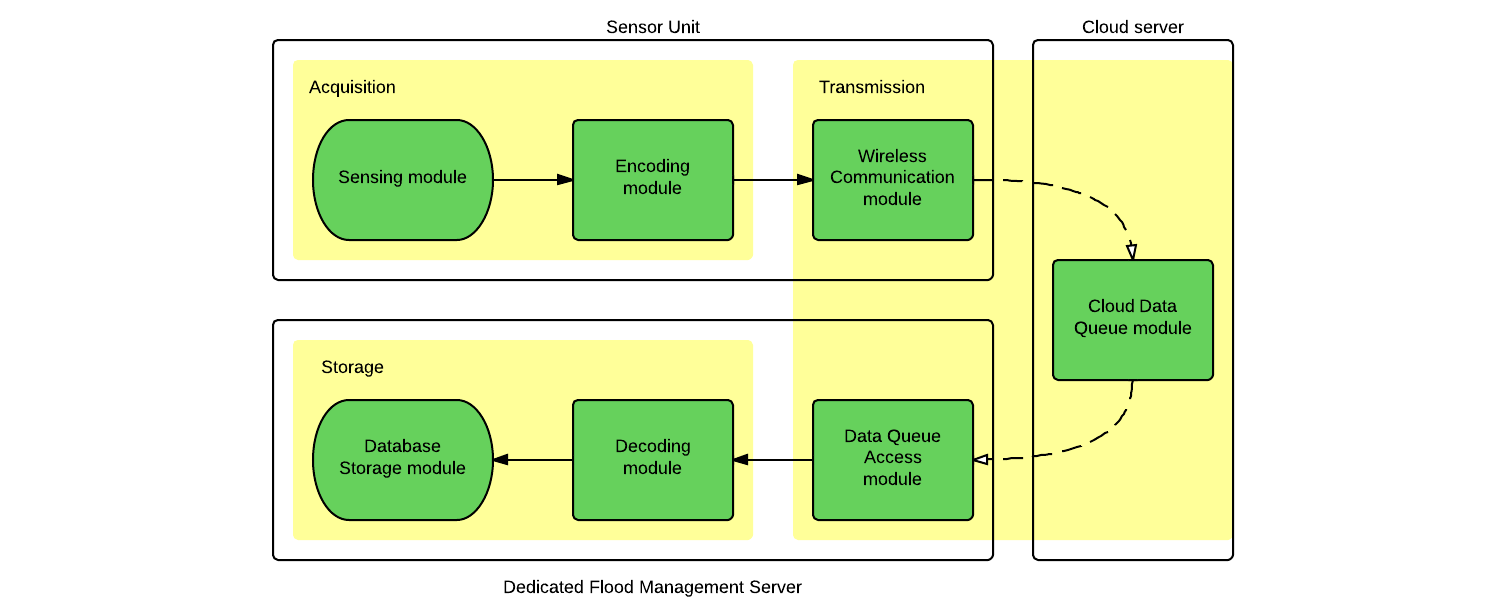 Sensor Unit
Cloud server
Acquisition
Transmission
Sensing module
Encoding
module
Wireless
Communication
module
Cloud Data
Queue module
Storage
Database
Storage module
Decoding
module
Data Queue
Access
module
Dedicated Flood Management Server